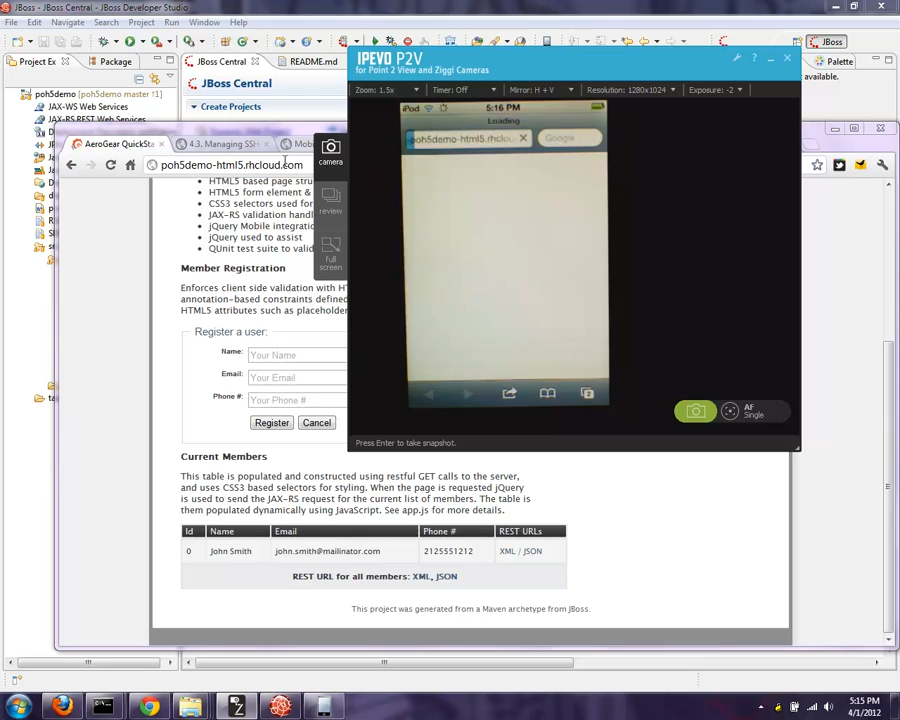 JBoss - JBoss Central - JBoss Developer Studio
File Edit Navigate Search Project Run Window Help
JBoss
Project Ex Package JBoss Central README.md Palette
JBoss Central
Create Projects
available.
poh5demo (poh5demo master ↑1)
JAX-WS Web Services
JAX-RS REST Web Services
IPEVO P2V
for Point 2 View and Ziggi Cameras
Zoom: 1.5x Timer: Off Mirror: H + V Resolution: 1280x1024 Exposure: -2
iPod 5:16 PM
Loading
poh5demo-html5.rhclou Google
camera
review
full
screen
AF
Single
Press Enter to take snapshot.
AeroGear QuickSta 4.3. Managing SSH Mob
poh5demo-html5.rhcloud.com
HTML5 based page stru
HTML5 form element &
CSS3 selectors used for
JAX-RS validation handl
jQuery Mobile integratio
jQuery used to assist
QUnit test suite to valid
Member Registration
Enforces client side validation with HT
annotation-based constraints defined
HTML5 attributes such as placeholder
Register a user:
Name: Your Name
Email: Your Email
Phone #: Your Phone #
Register Cancel
Current Members
This table is populated and constructed using restful GET calls to the server,
and uses CSS3 based selectors for styling. When the page is requested jQuery
is used to send the JAX-RS request for the current list of members. The table is
them populated dynamically using JavaScript. See app.js for more details.
Id Name Email Phone # REST URLs
0 John Smith john.smith@mailinator.com 2125551212 XML / JSON
REST URL for all members: XML, JSON
This project was generated from a Maven archetype from JBoss.
5:15 PM
4/1/2012